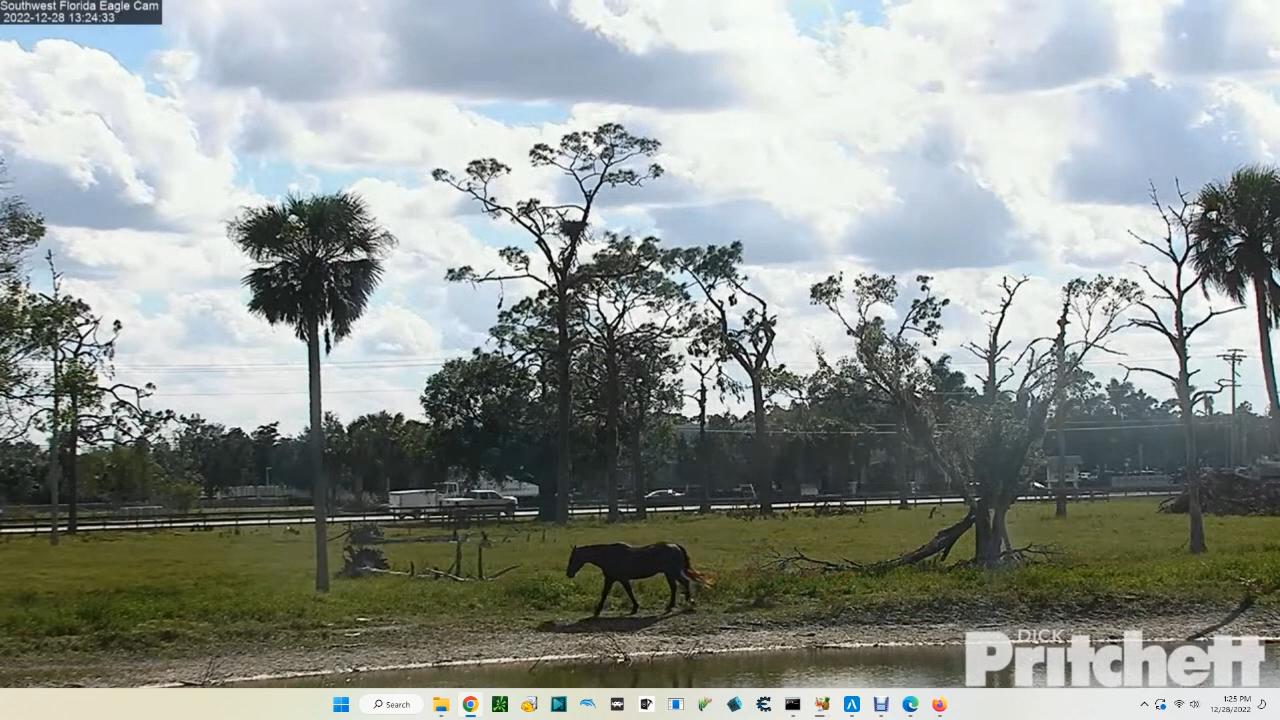 Southwest Florida Eagle Cam
2022-12-28 13:24:33
DICK
Pritchett
Search
1:25 PM
12/28/2022